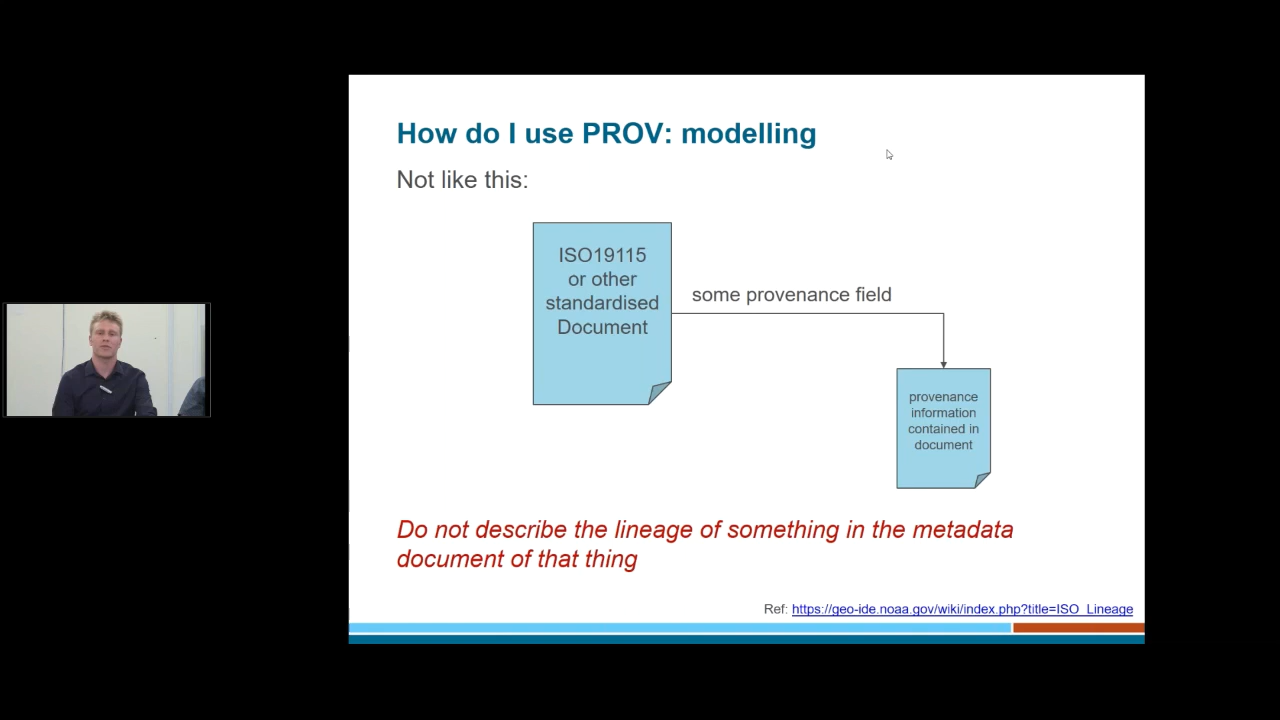 How do I use PROV: modelling
Not like this:
ISO19115
or other
standardised
Document
some provenance field
provenance
information
contained in
document
Do not describe the lineage of something in the metadata
document of that thing
Ref: https://geo-ide.noaa.gov/wiki/index.php?title=ISO_Lineage